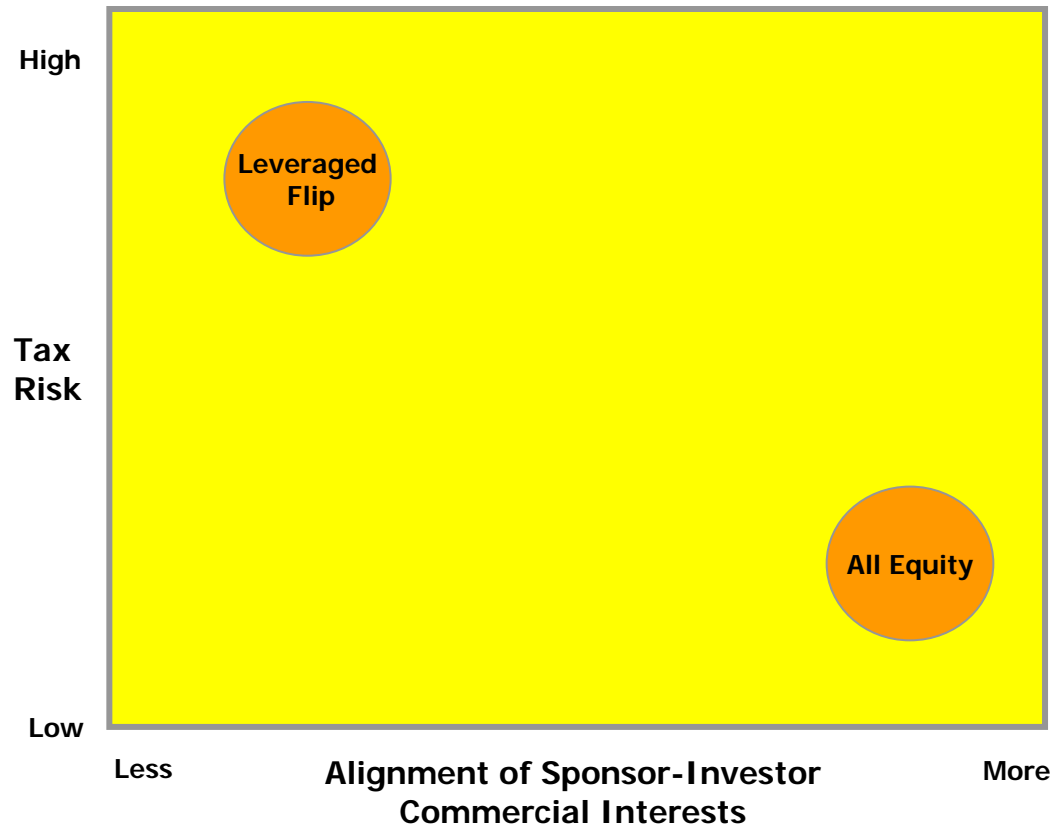 High
Leveraged
Flip
Tax
Risk
All Equity
Low
Less
Alignment of Sponsor-Investor
Commercial Interests
More